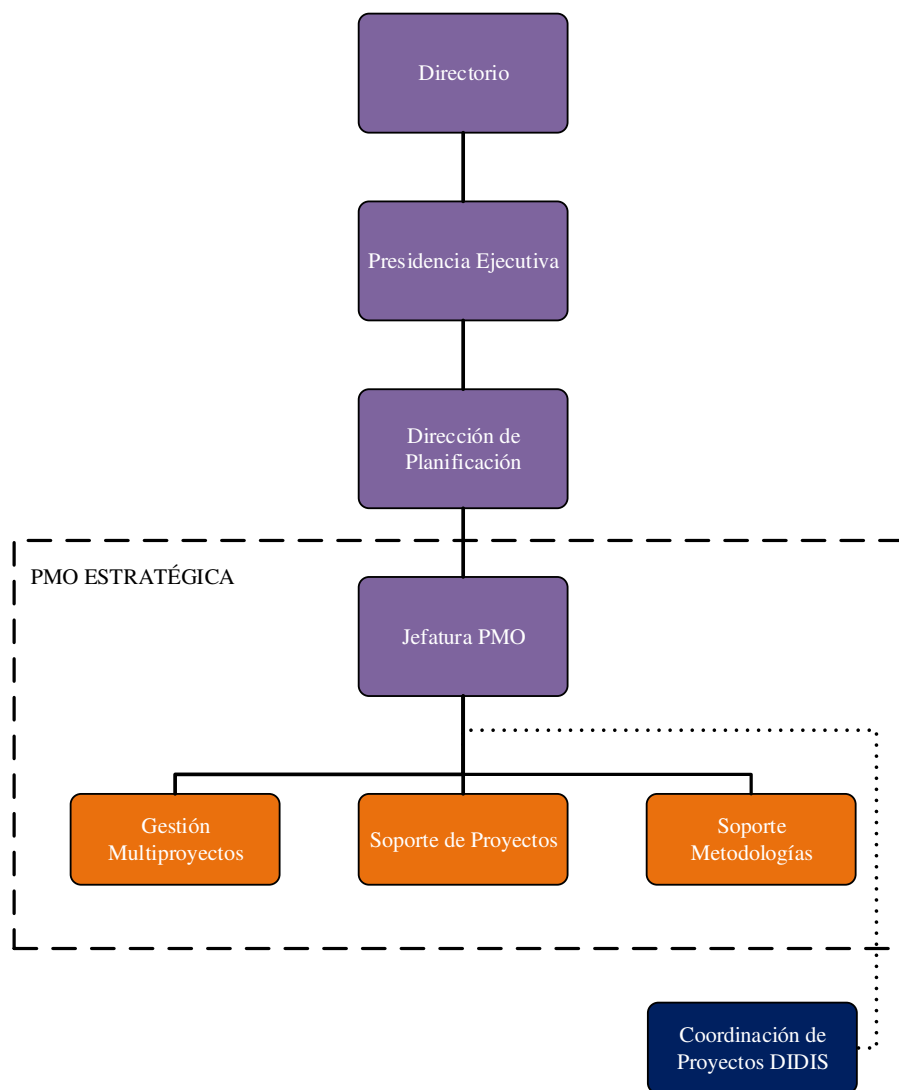 Directorio
Presidencia Ejecutiva
Dirección de
Planificación
PMO ESTRATÉGICA
Jefatura PMO
Gestión
Multiproyectos
Soporte de Proyectos
Soporte
Metodologías
Coordinación de
Proyectos DIDIS